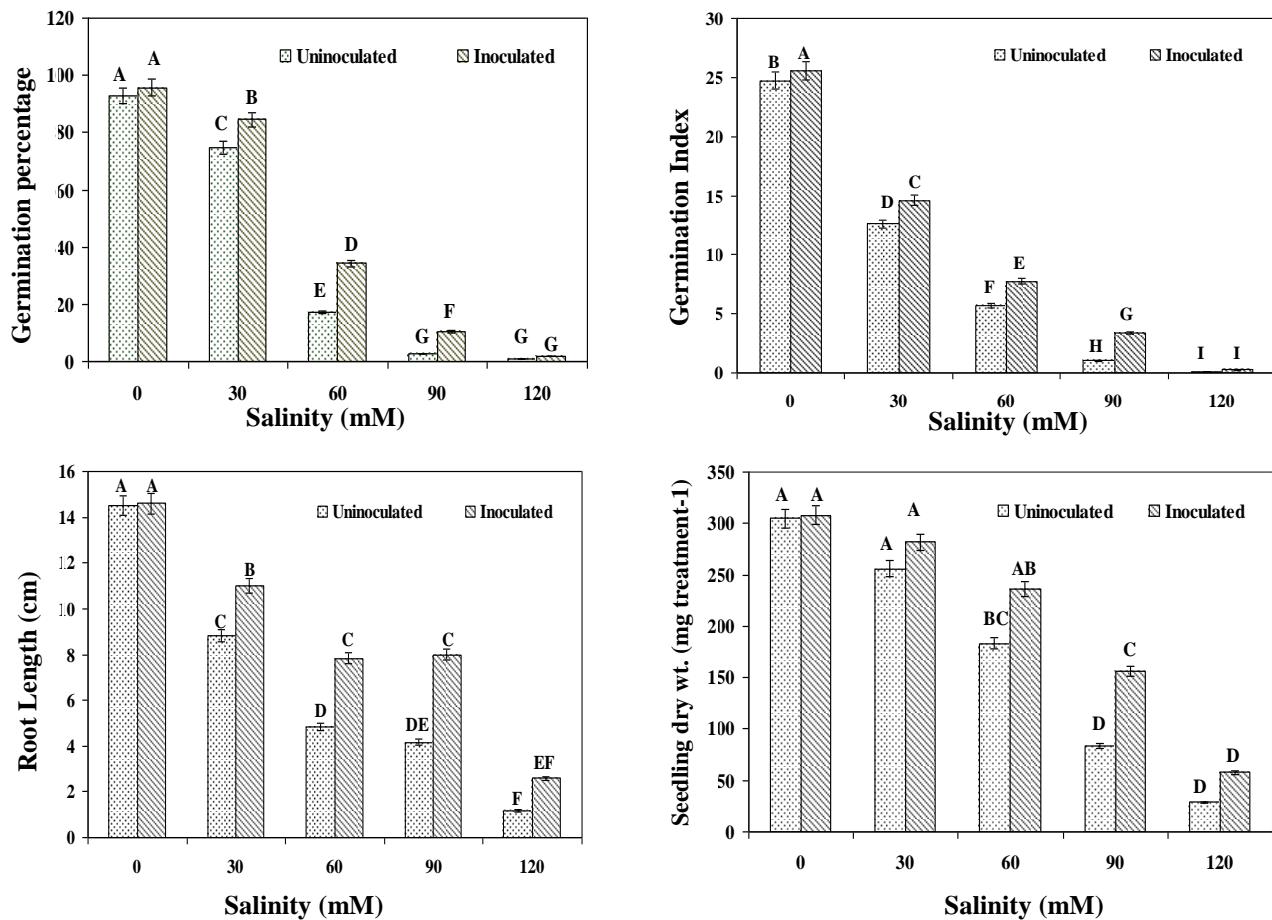 120
100
80
60
40
20
0
Germination percentage
Uninoculated Inoculated
A A
C B
E D
G F
G G
0 30 60 90 120
Salinity (mM)
30
25
20
15
10
5
0
Germination Index
Uninoculated Inoculated
B A
D C
F E
H G
I I
0 30 60 90 120
Salinity (mM)
16
14
12
10
8
6
4
2
0
Root Length (cm)
Uninoculated Inoculated
A A
C B
D C
DE C
F EF
0 30 60 90 120
Salinity (mM)
350
300
250
200
150
100
50
0
Seedling dry wt. (mg treatment-1)
Uninoculated Inoculated
A A
A A
BC AB
D C
D D
0 30 60 90 120
Salinity (mM)